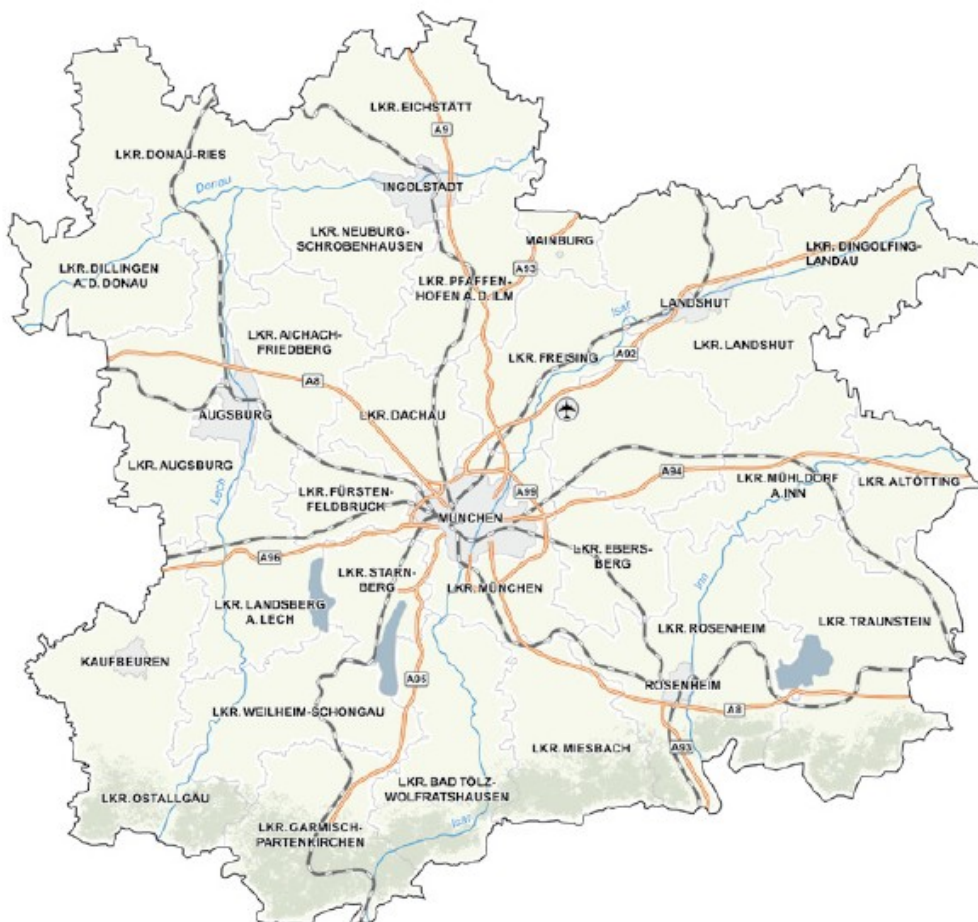 LKR. EICHSTÄTT
A9
LKR. DONAU-RIES
Donau
INGOLSTADT
LKR. NEUBURG-
SCHROBENHAUSEN
MAINBURG
LKR. DINGOLFING-
LANDAU
LKR. DILLINGEN
A. D. DONAU
A93
LKR. PFAFFEN-
HOFEN A. D. ILM
LANDSHUT
Isar
LKR. AICHACH-
FRIEDBERG
LKR. FREISING
A92
LKR. LANDSHUT
A8
AUGSBURG
LKR. DACHAU
LKR. AUGSBURG
A94
LKR. MÜHLDORF
A. INN
LKR. ALTÖTTING
Lech
LKR. FÜRSTEN-
FELDBRUCK
A99
MÜNCHEN
A96
LKR. STARN-
BERG
LKR. EBERS-
BERG
LKR. MÜNCHEN
Inn
LKR. LANDSBERG
A. LECH
LKR. ROSENHEIM
LKR. TRAUNSTEIN
KAUFBEUREN
A95
ROSENHEIM
LKR. WEILHEIM-SCHONGAU
A8
LKR. MIESBACH
A93
LKR. OSTALLGÄU
LKR. BAD TÖLZ-
WOLFRATSHAUSEN
Isar
LKR. GARMISCH-
PARTENKIRCHEN